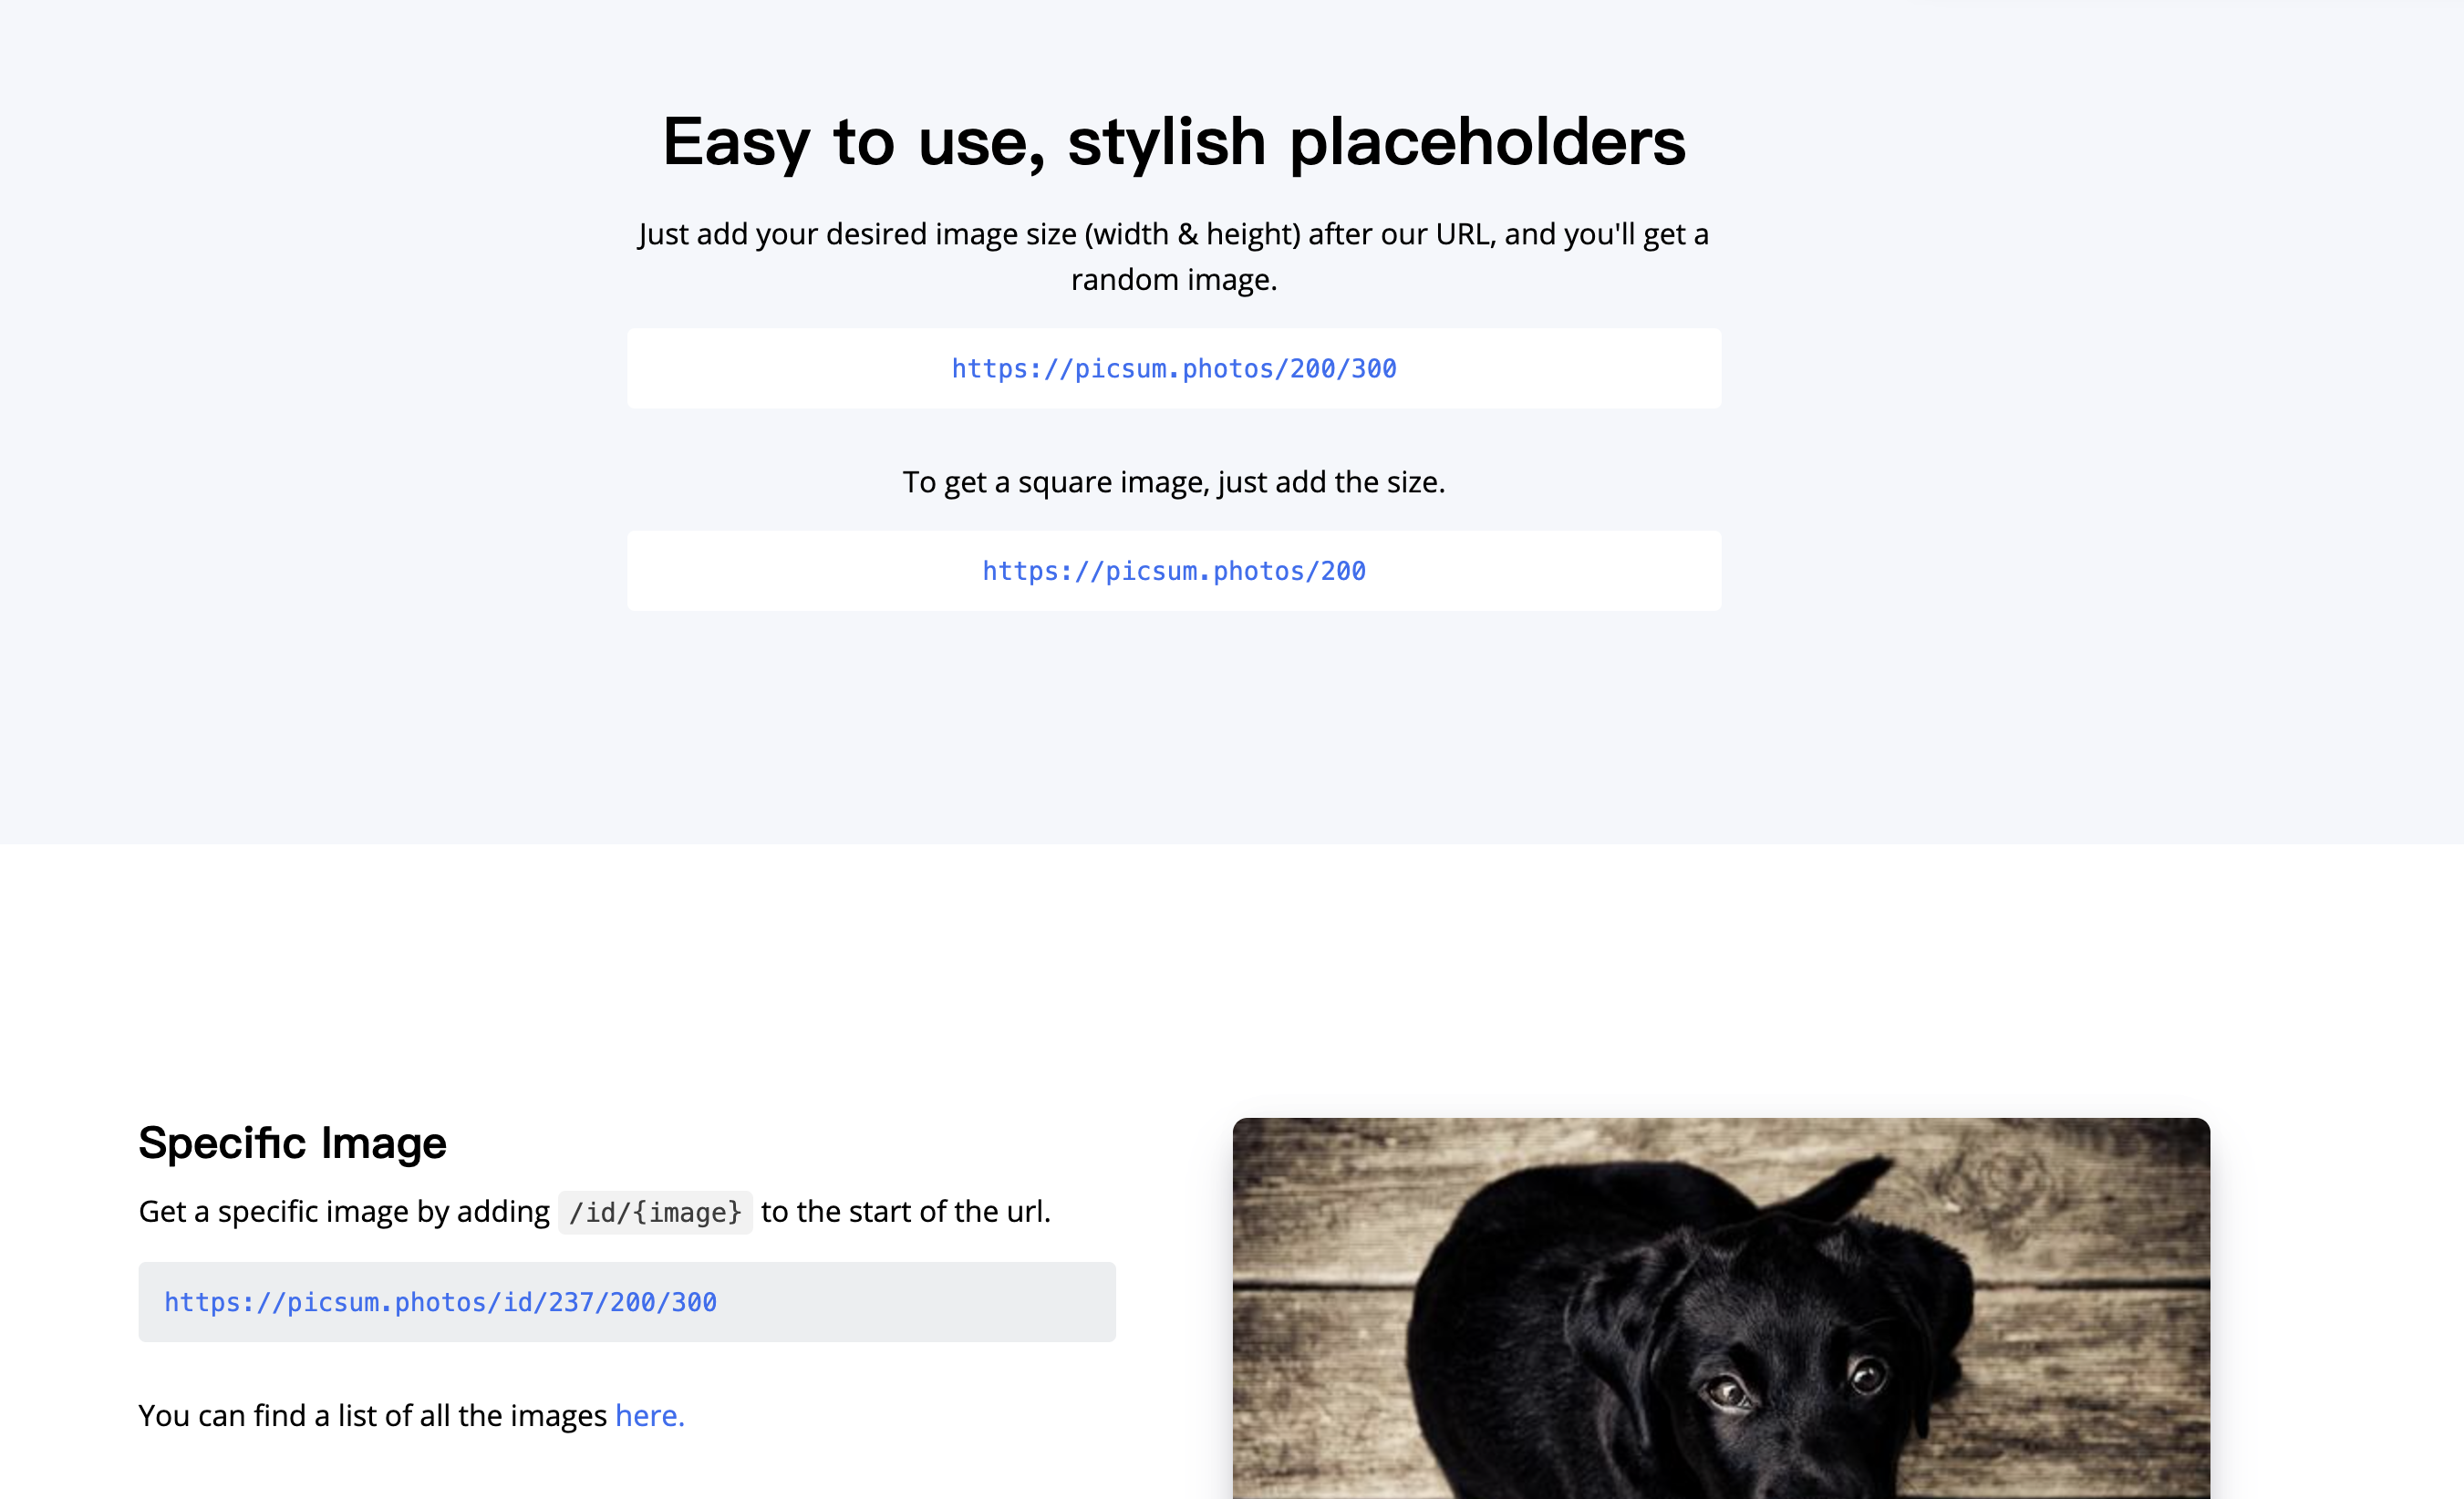 Easy to use, stylish placeholders
Just add your desired image size (width & height) after our URL, and you'll get a
random image.
https://picsum.photos/200/300
To get a square image, just add the size.
https://picsum.photos/200
Specific Image
Get a specific image by adding /id/{image} to the start of the url.
https://picsum.photos/id/237/200/300
You can find a list of all the images here.